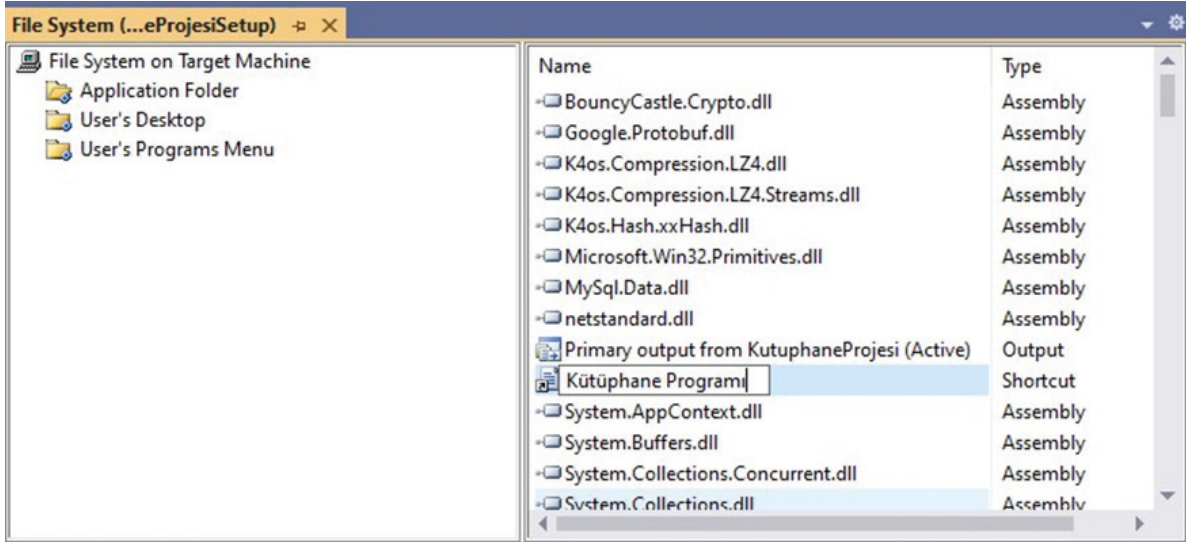 File System (...eProjesiSetup)
File System on Target Machine
Application Folder
User's Desktop
User's Programs Menu
Name Type
BouncyCastle.Crypto.dll Assembly
Google.Protobuf.dll Assembly
K4os.Compression.LZ4.dll Assembly
K4os.Compression.LZ4.Streams.dll Assembly
K4os.Hash.xxHash.dll Assembly
Microsoft.Win32.Primitives.dll Assembly
MySql.Data.dll Assembly
netstandard.dll Assembly
Primary output from KutuphaneProjesi (Active) Output
Kütüphane Programı Shortcut
System.AppContext.dll Assembly
System.Buffers.dll Assembly
System.Collections.Concurrent.dll Assembly
System.Collections.dll Assembly